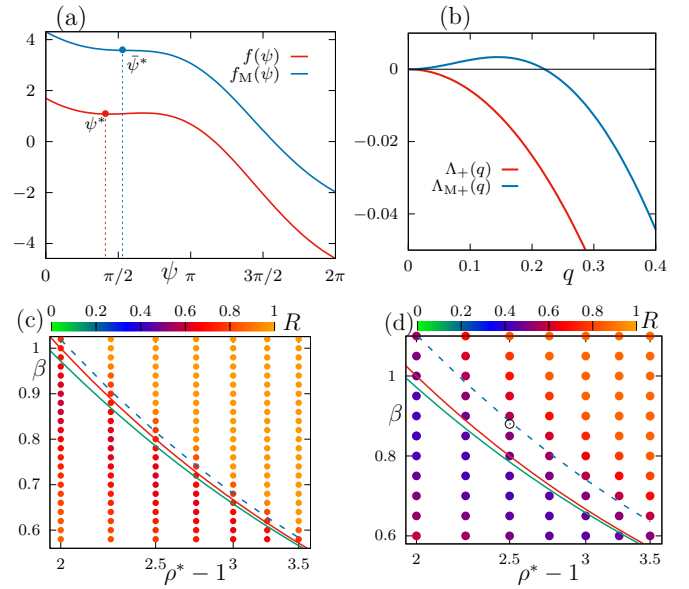 (a)
4
2
0
−2
−4
f(ψ)
f_M(ψ)
ψ̄*
ψ*
0
π/2
ψ
π
3π/2
2π
(b)
0
−0.02
−0.04
Λ₊(q)
Λ_M₊(q)
0
0.1
0.2
q
0.3
0.4
(c)
0 0.2 0.4 0.6 0.8 1 R
1
β
0.9
0.8
0.7
0.6
2 2.5 3 3.5
ρ* − 1
(d)
0 0.2 0.4 0.6 0.8 1 R
1
β
0.8
0.6
2 2.5 3 3.5
ρ* − 1